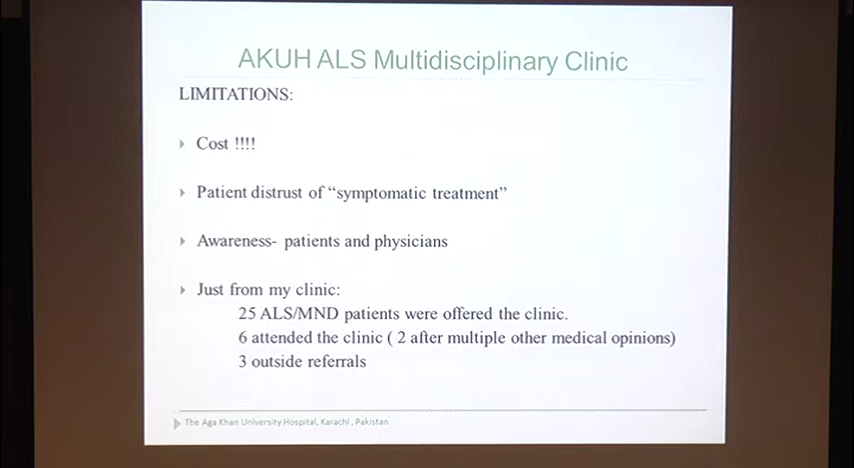 AKUH ALS Multidisciplinary Clinic
LIMITATIONS:
Cost !!!!
Patient distrust of “symptomatic treatment”
Awareness- patients and physicians
Just from my clinic:
25 ALS/MND patients were offered the clinic.
6 attended the clinic ( 2 after multiple other medical opinions)
3 outside referrals
The Aga Khan University Hospital, Karachi , Pakistan